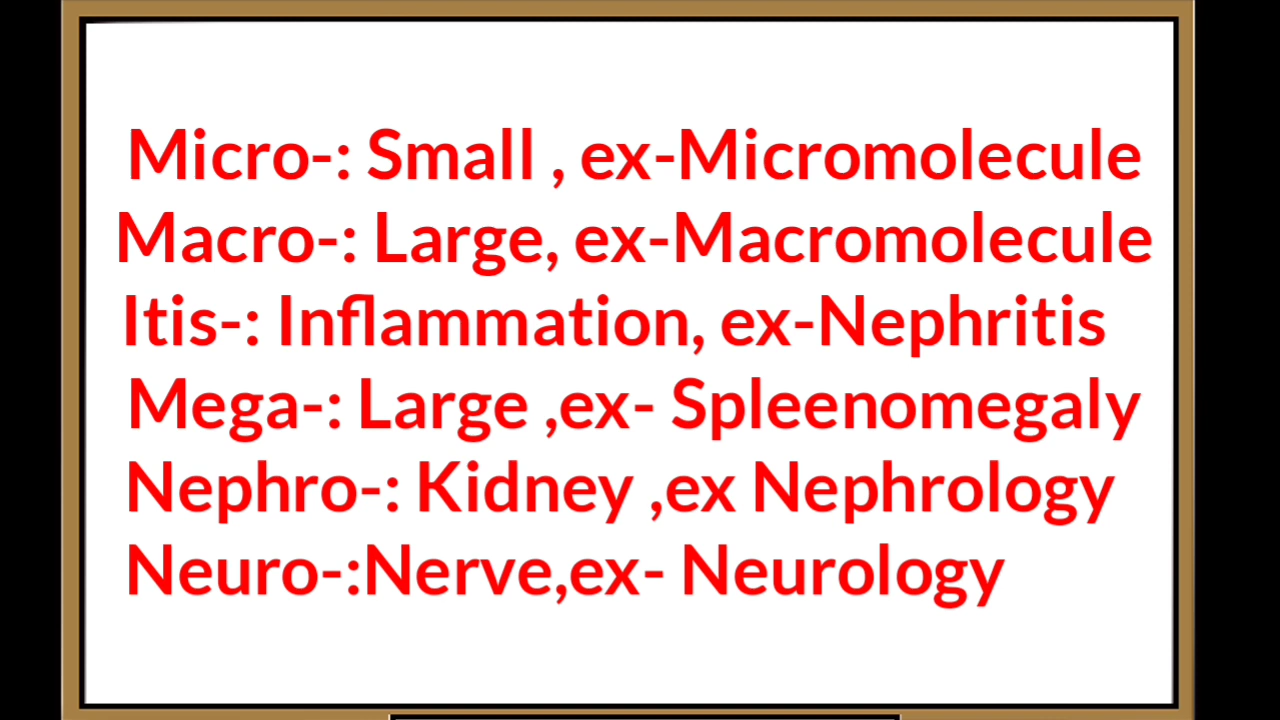 Micro-: Small , ex-Micromolecule
Macro-: Large, ex-Macromolecule
Itis-: Inflammation, ex-Nephritis
Mega-: Large ,ex- Spleenomegaly
Nephro-: Kidney ,ex Nephrology
Neuro-:Nerve,ex- Neurology